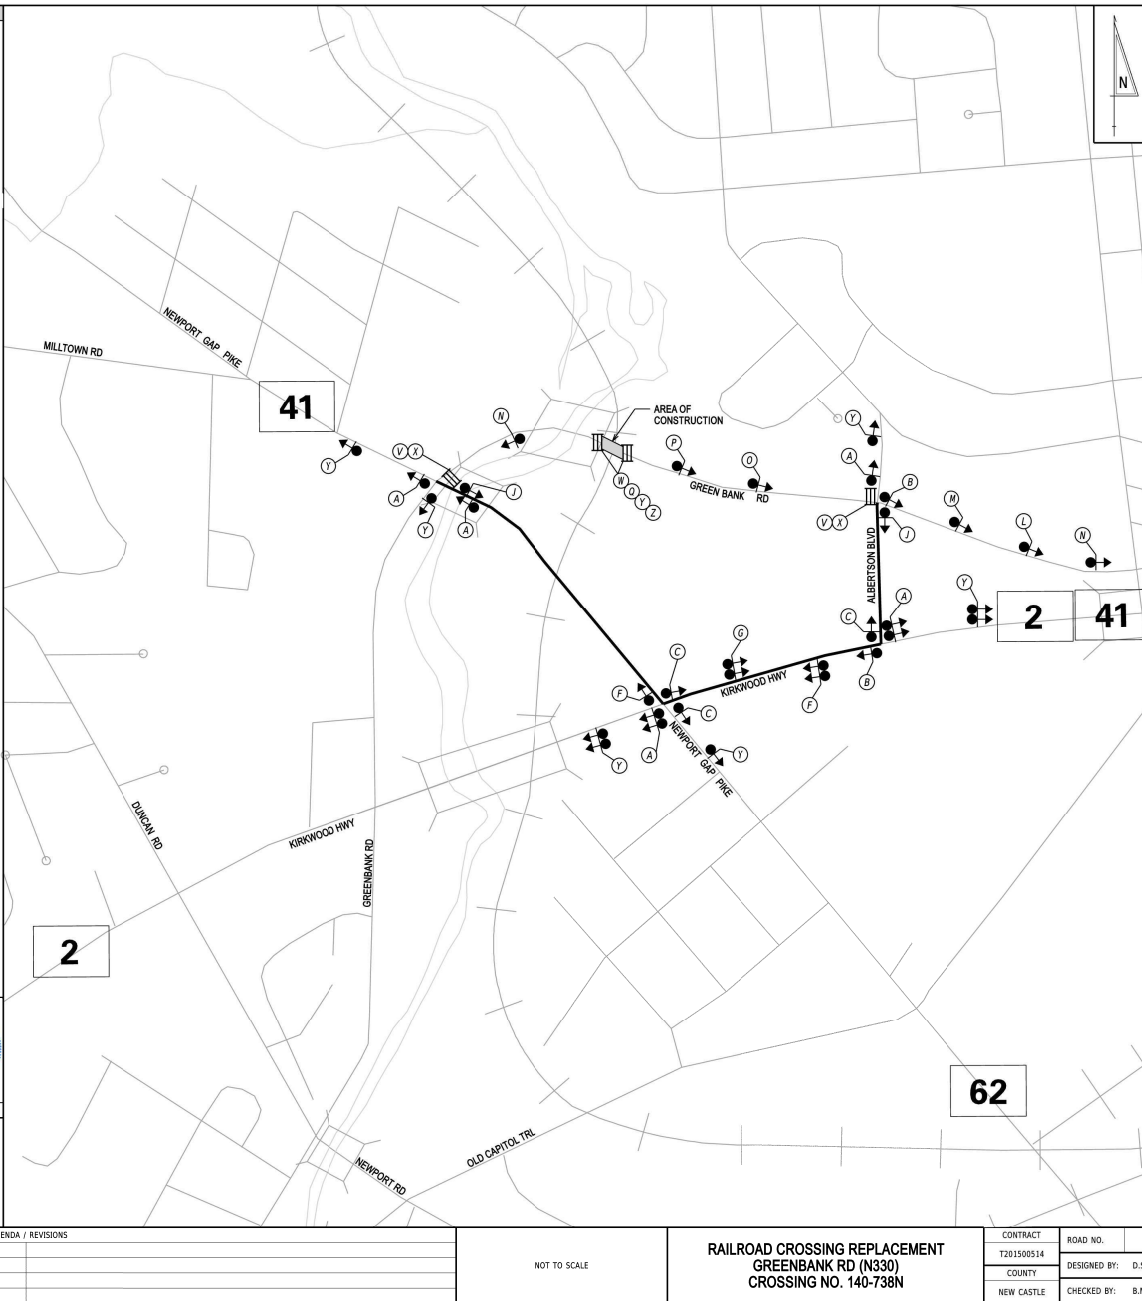 N
NEWPORT GAP PIKE
MILLTOWN RD
41
AREA OF
CONSTRUCTION
N
Y
P
V X
Y
A
O
A
B
W
J
Q
GREEN BANK RD
M
A
Y
Y
V X
L
Z
J
N
ALBERTSON BLVD
Y
A
2
41
C
G
C
B
KIRKWOOD HWY
F
C
F
A
Y
NEWPORT GAP PIKE
Y
DUNCAN RD
KIRKWOOD HWY
GREENBANK RD
2
62
OLD CAPITOL TRL
NEWPORT RD
ENDA / REVISIONS
NOT TO SCALE
RAILROAD CROSSING REPLACEMENT
GREENBANK RD (N330)
CROSSING NO. 140-738N
CONTRACT
T201500514
COUNTY
NEW CASTLE
ROAD NO.
DESIGNED BY: D.
CHECKED BY: B.